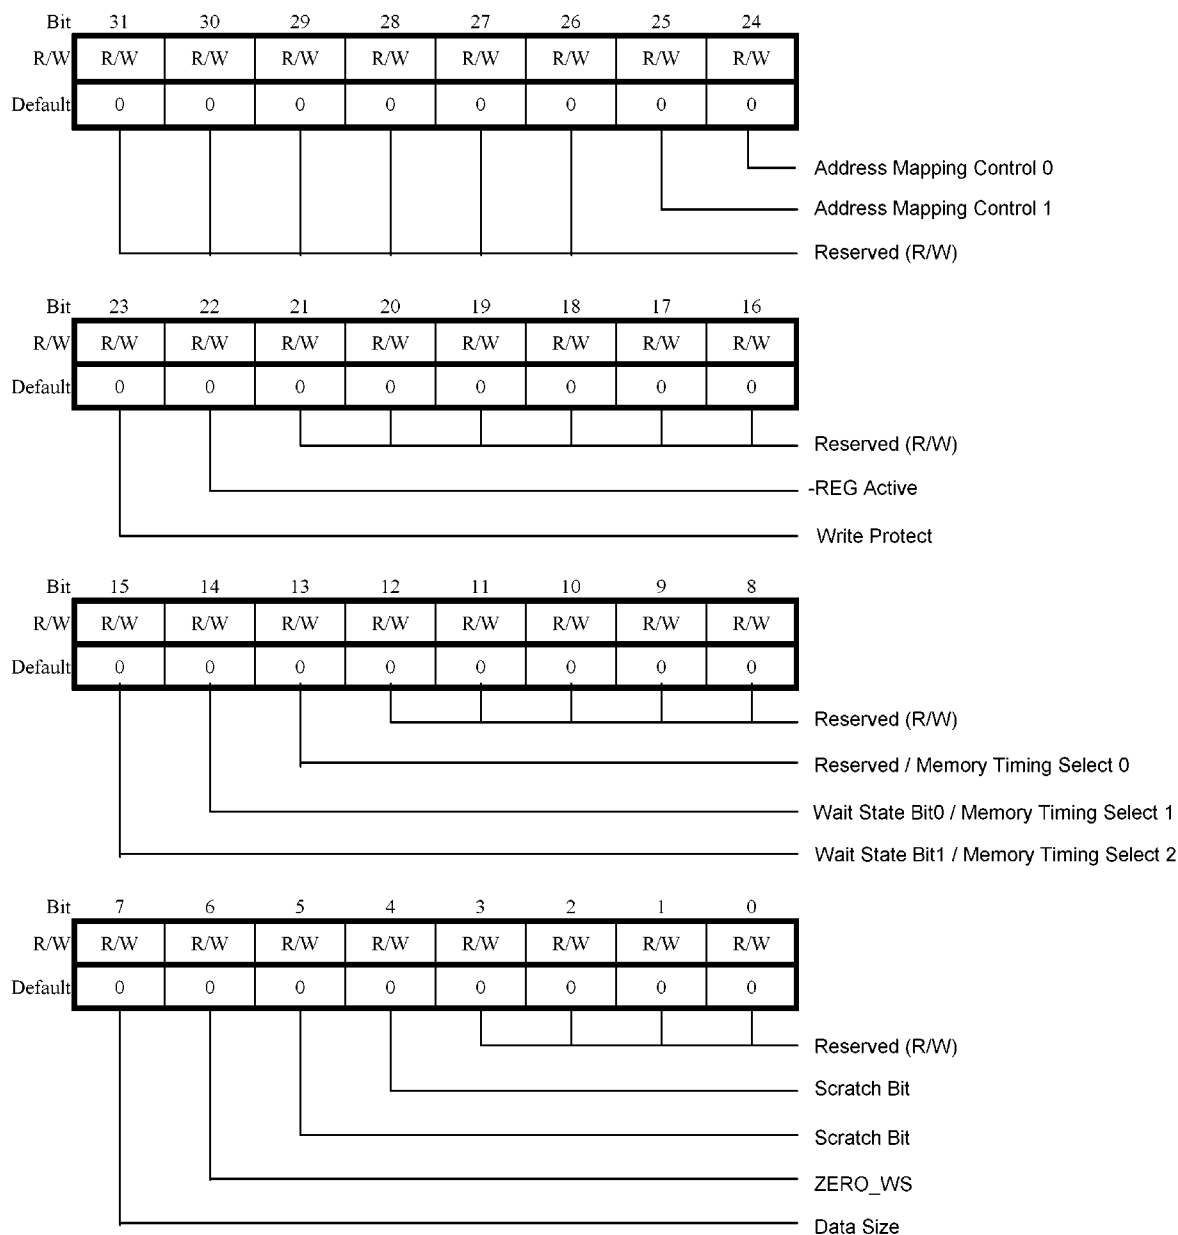 Bit 31 30 29 28 27 26 25 24
R/W R/W R/W R/W R/W R/W R/W R/W R/W
Default 0 0 0 0 0 0 0 0
Address Mapping Control 0
Address Mapping Control 1
Reserved (R/W)
Bit 23 22 21 20 19 18 17 16
R/W R/W R/W R/W R/W R/W R/W R/W R/W
Default 0 0 0 0 0 0 0 0
Reserved (R/W)
-REG Active
Write Protect
Bit 15 14 13 12 11 10 9 8
R/W R/W R/W R/W R/W R/W R/W R/W R/W
Default 0 0 0 0 0 0 0 0
Reserved (R/W)
Reserved / Memory Timing Select 0
Wait State Bit0 / Memory Timing Select 1
Wait State Bit1 / Memory Timing Select 2
Bit 7 6 5 4 3 2 1 0
R/W R/W R/W R/W R/W R/W R/W R/W R/W
Default 0 0 0 0 0 0 0 0
Reserved (R/W)
Scratch Bit
Scratch Bit
ZERO_WS
Data Size